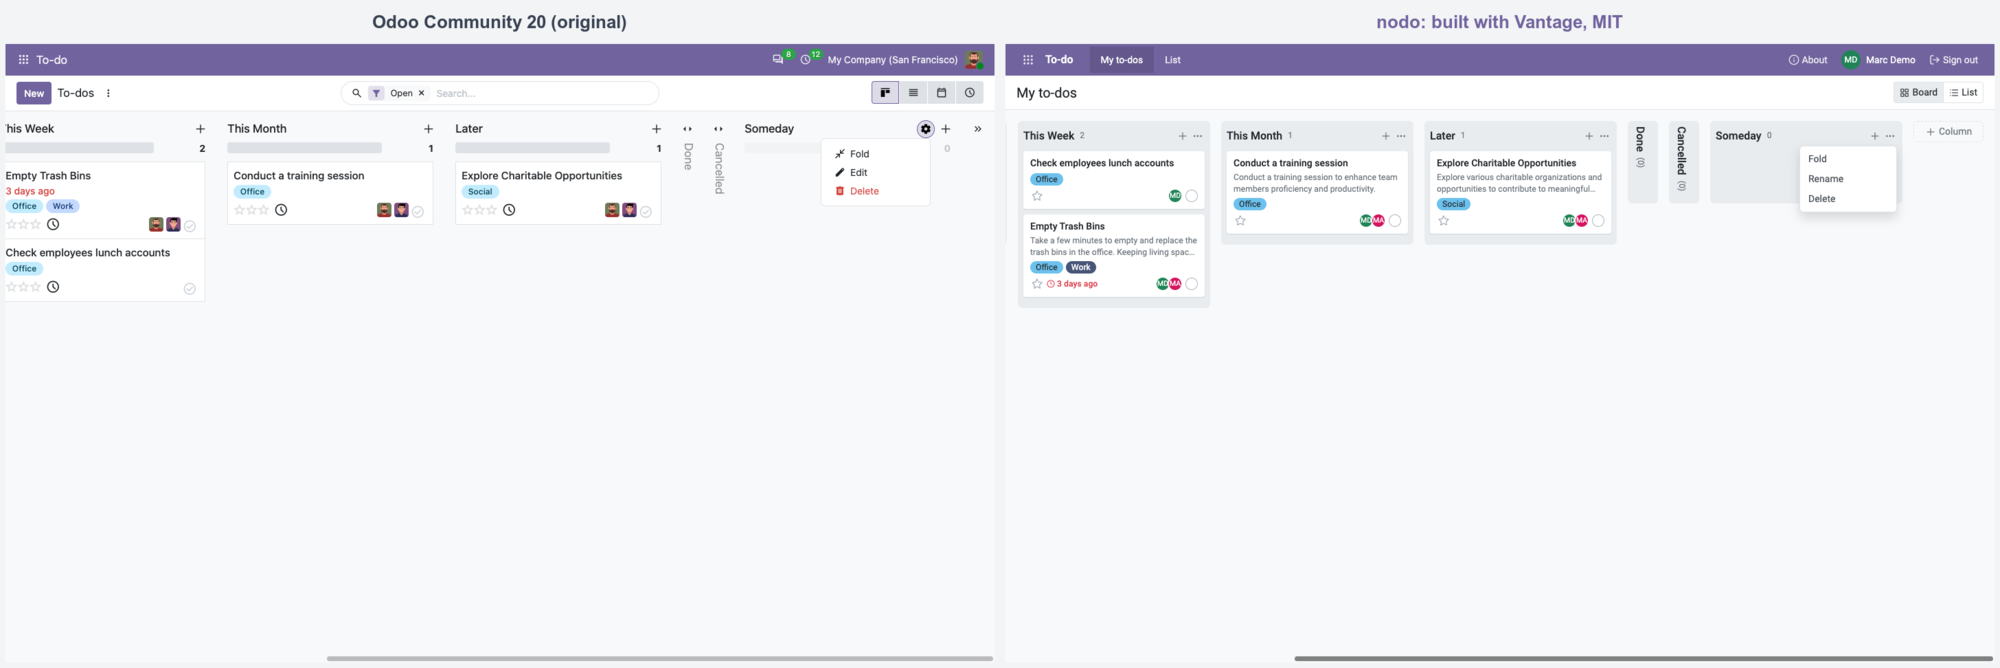 Odoo Community 20 (original)
To-do
8
12
My Company (San Francisco)
New
To-dos
Open
Search...
This Week
2
Empty Trash Bins
3 days ago
Office
Work
Check employees lunch accounts
Office
This Month
1
Conduct a training session
Office
Later
1
Explore Charitable Opportunities
Social
Done
Cancelled
Someday
0
Fold
Edit
Delete
nodo: built with Vantage, MIT
To-do
My to-dos
List
About
MD
Marc Demo
Sign out
My to-dos
Board
List
This Week 2
Check employees lunch accounts
Office
MD
Empty Trash Bins
Take a few minutes to empty and replace the
trash bins in the office. Keeping living spac...
Office
Work
3 days ago
MD
MA
This Month 1
Conduct a training session
Conduct a training session to enhance team
members proficiency and productivity.
Office
MD
MA
Later 1
Explore Charitable Opportunities
Explore various charitable organizations and
opportunities to contribute to meaningful...
Social
MD
MA
Done (0)
Cancelled (0)
Someday 0
Fold
Rename
Delete
+ Column